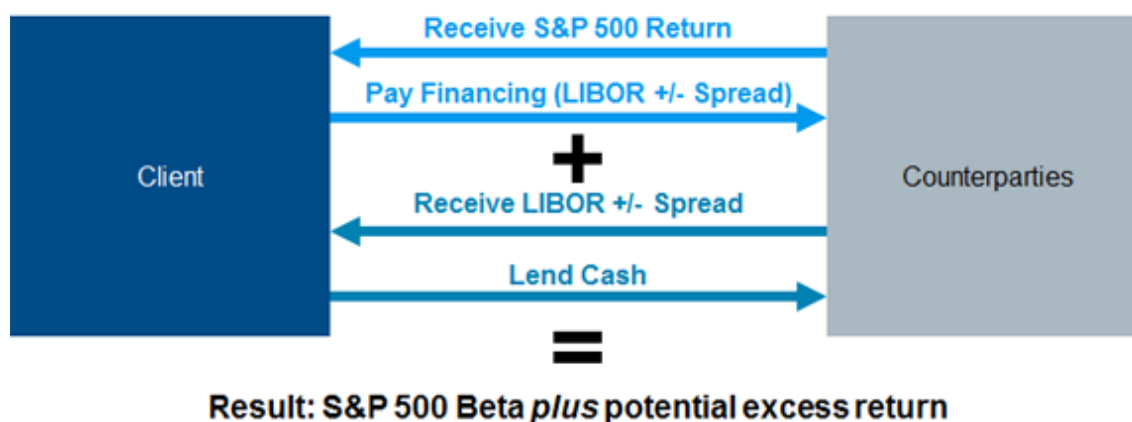 Receive S&P 500 Return
Pay Financing (LIBOR +/- Spread)
+
Client
Counterparties
Receive LIBOR +/- Spread
Lend Cash
=
Result: S&P 500 Beta plus potential excess return